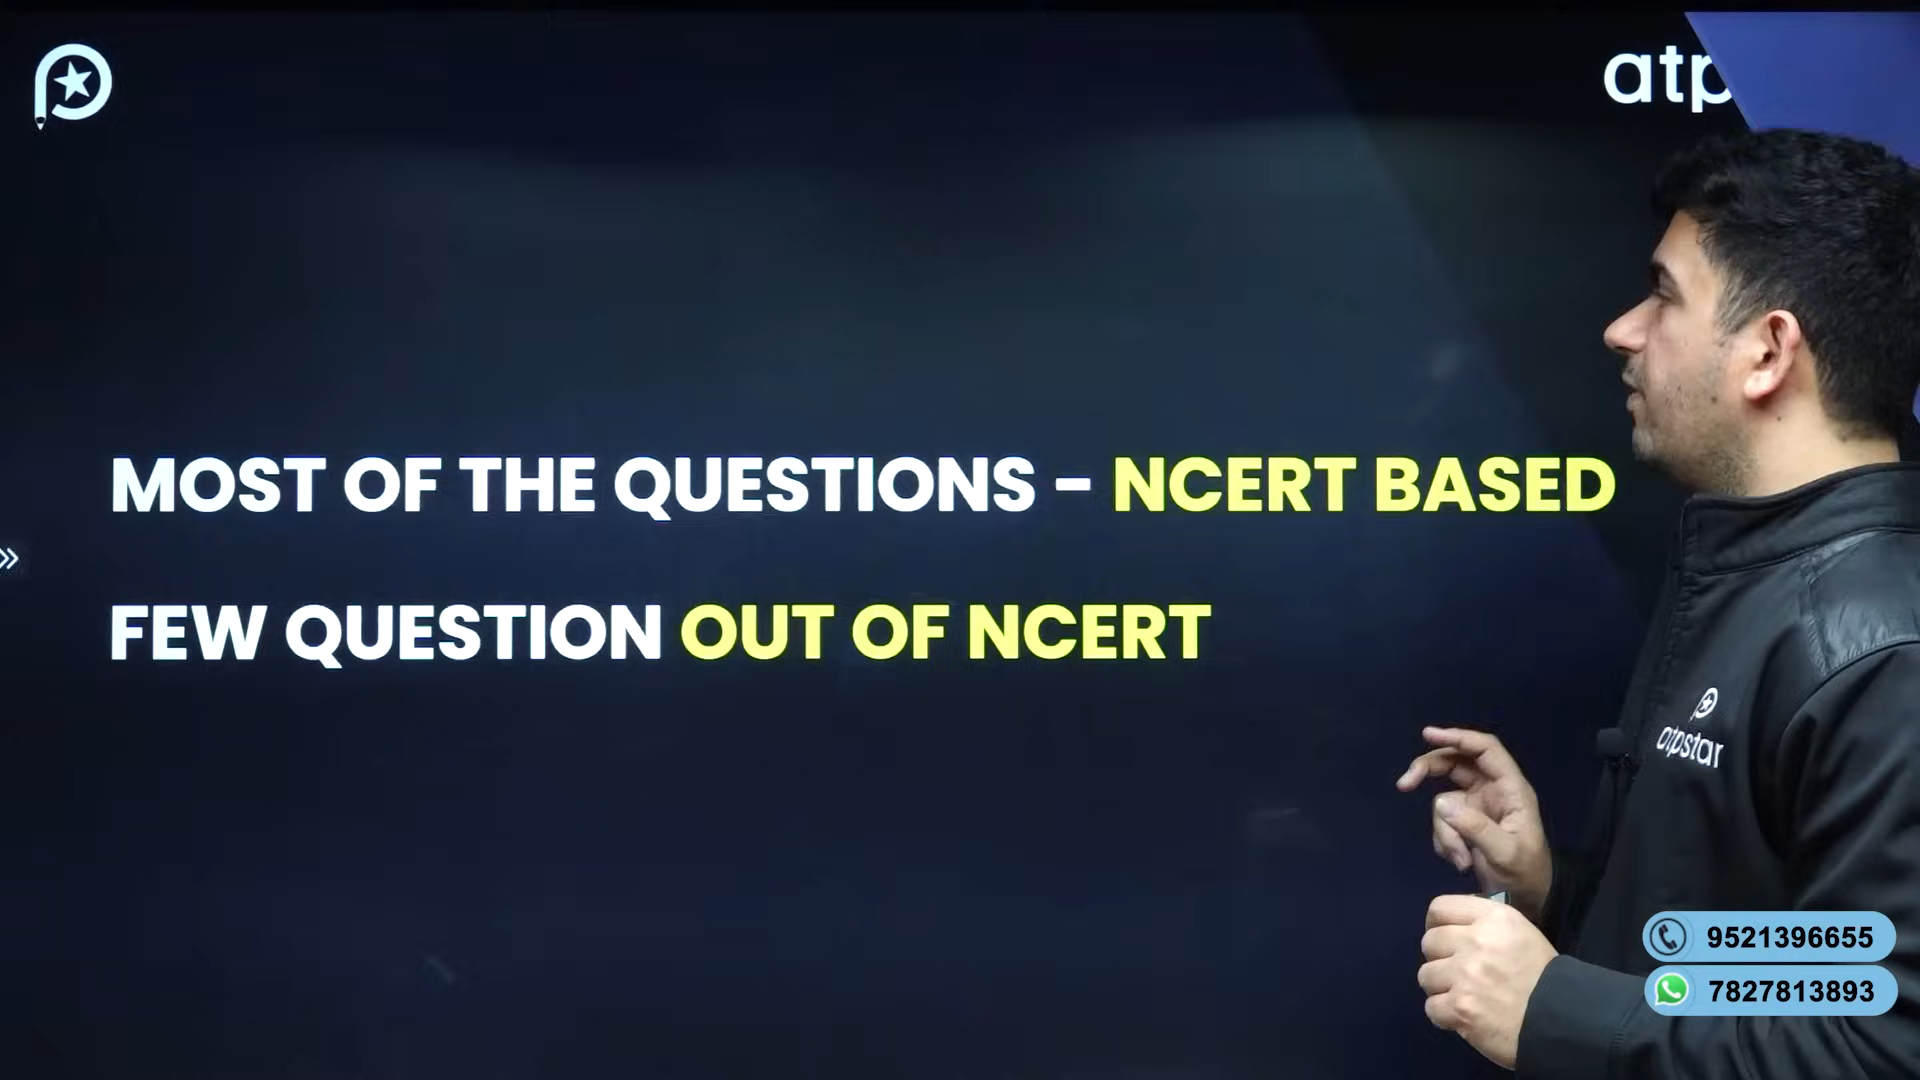 atp
MOST OF THE QUESTIONS - NCERT BASED
FEW QUESTION OUT OF NCERT
atpstar
9521396655
7827813893